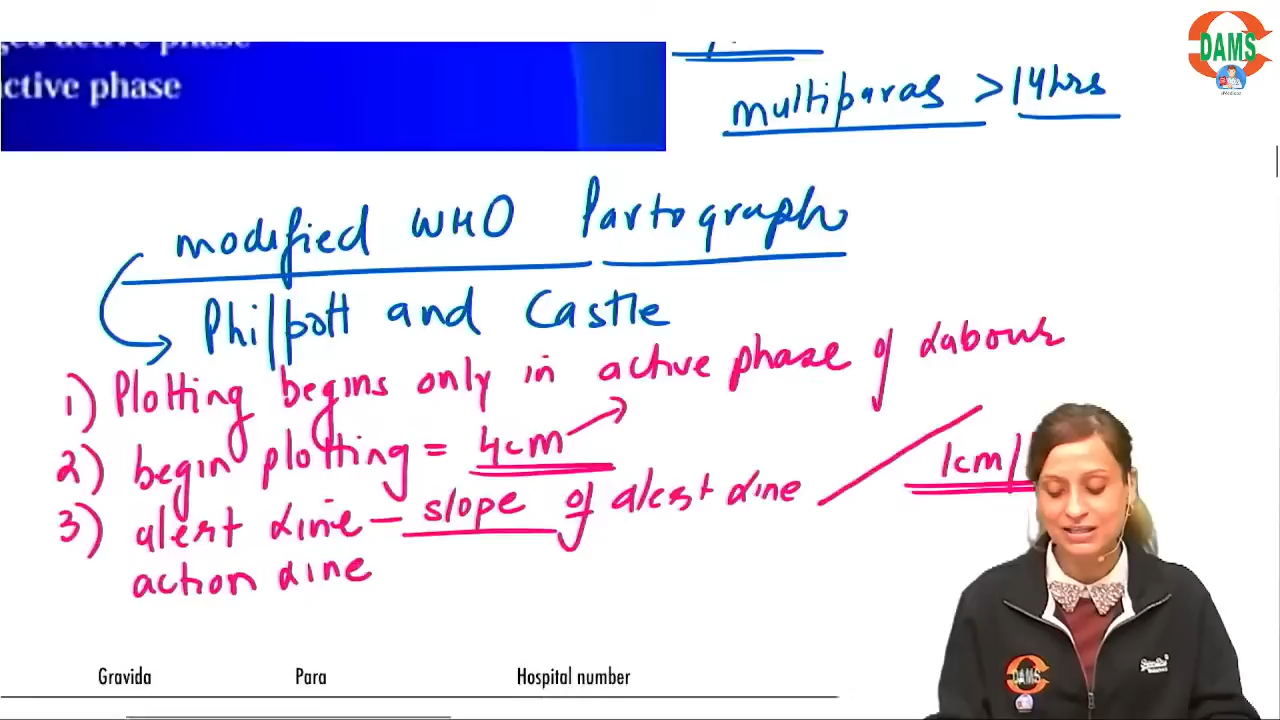 DAMS
ctive phase
multiparas > 14hrs
modified WHO Partograph
Philpott and Castle
1) Plotting begins only in active phase of Labour
2) begin plotting = 4cm
1cm/
3) alert Line – slope of alert Line
action Line
DAMS
Gravida Para Hospital number